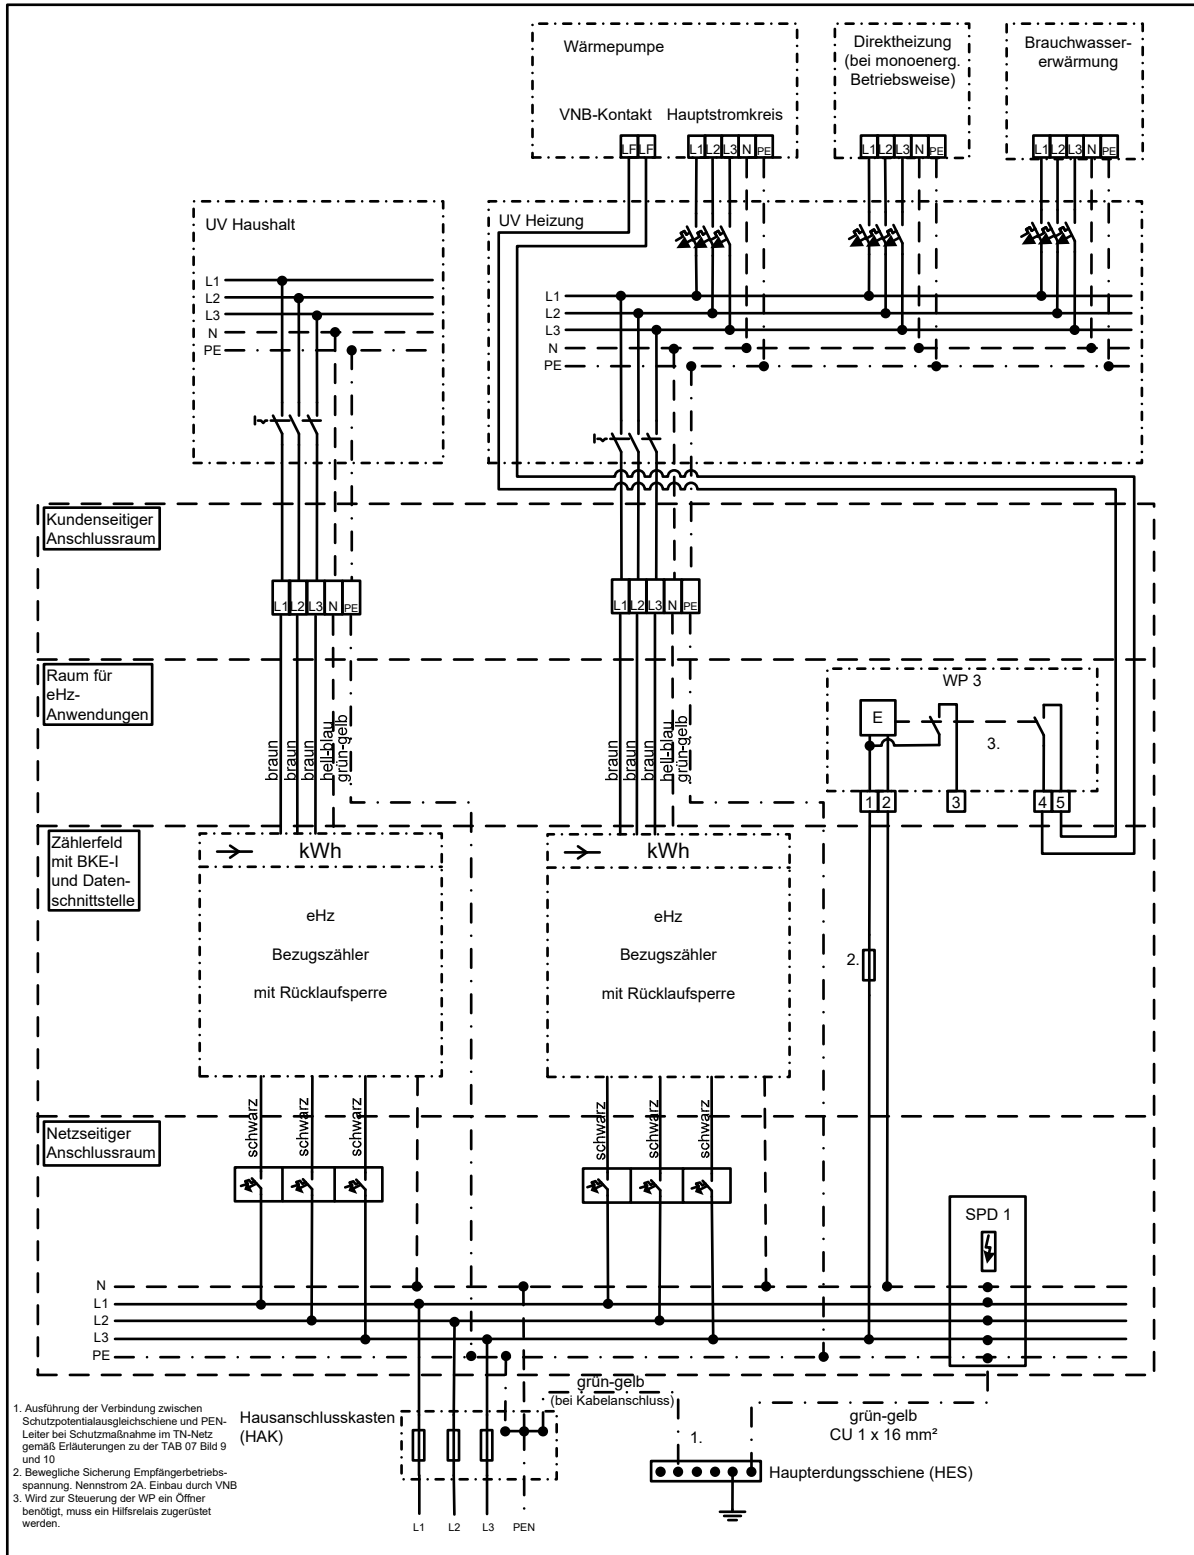 Wärmepumpe
Direktheizung
(bei monoenerg.
Betriebsweise)
Brauchwasser-
erwärmung
VNB-Kontakt
Hauptstromkreis
LF LF
L1 L2 L3 N PE
L1 L2 L3 N PE
L1 L2 L3 N PE
UV Haushalt
L1
L2
L3
N
PE
UV Heizung
L1
L2
L3
N
PE
Kundenseitiger
Anschlussraum
L1 L2 L3 N PE
L1 L2 L3 N PE
Raum für
eHz-
Anwendungen
braun
braun
braun
hell-blau
grün-gelb
braun
braun
braun
hell-blau
grün-gelb
WP 3
E
3.
1 2 3 4 5
Zählerfeld
mit BKE-I
und Daten-
schnittstelle
kWh
eHz
Bezugszähler
mit Rücklaufsperre
kWh
eHz
Bezugszähler
mit Rücklaufsperre
2.
Netzseitiger
Anschlussraum
schwarz
schwarz
schwarz
schwarz
schwarz
schwarz
SPD 1
N
L1
L2
L3
PE
1. Ausführung der Verbindung zwischen
Schutzpotentialausgleichschiene und PEN-
Leiter bei Schutzmaßnahme im TN-Netz
gemäß Erläuterungen zu der TAB 07 Bild 9
und 10
2. Bewegliche Sicherung Empfängerbetriebs-
spannung. Nennstrom 2A. Einbau durch VNB
3. Wird zur Steuerung der WP ein Öffner
benötigt, muss ein Hilfsrelais zugerüstet
werden.
Hausanschlusskasten
(HAK)
grün-gelb
(bei Kabelanschluss)
1.
grün-gelb
CU 1 x 16 mm²
Haupterdungsschiene (HES)
L1 L2 L3 PEN